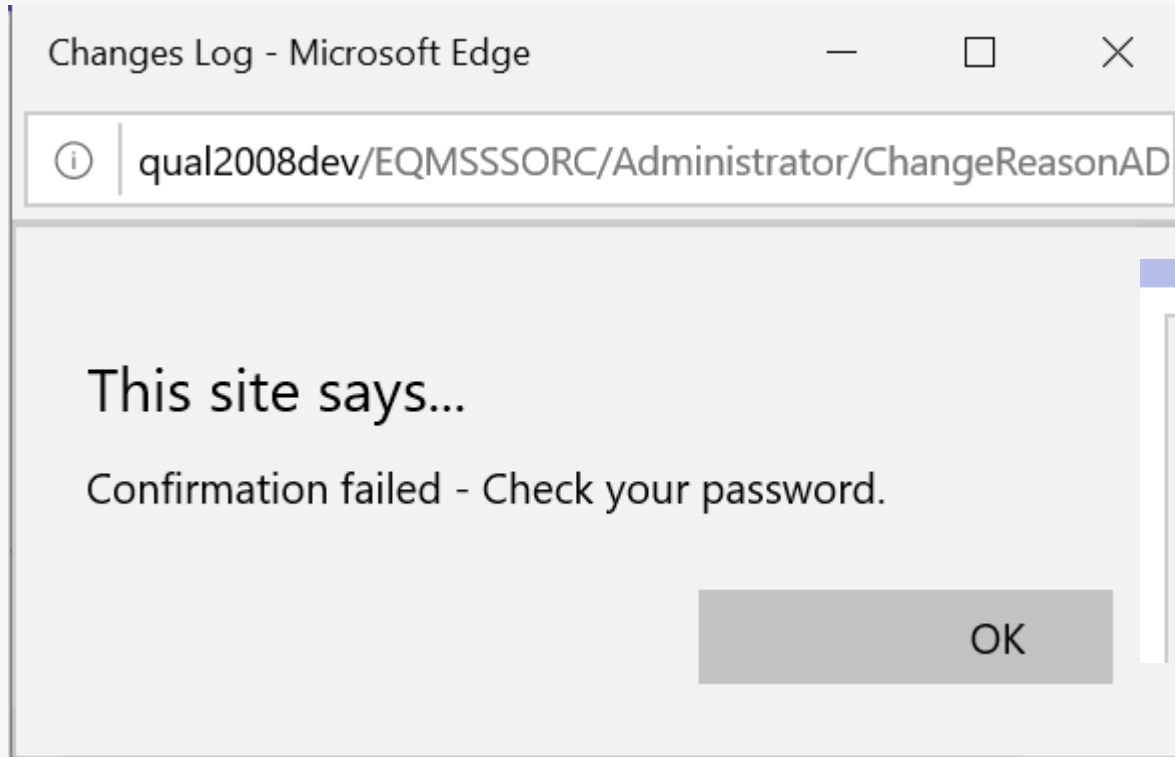 Changes Log - Microsoft Edge
qual2008dev/EQMSSSORC/Administrator/ChangeReasonAD
This site says...
Confirmation failed - Check your password.
OK